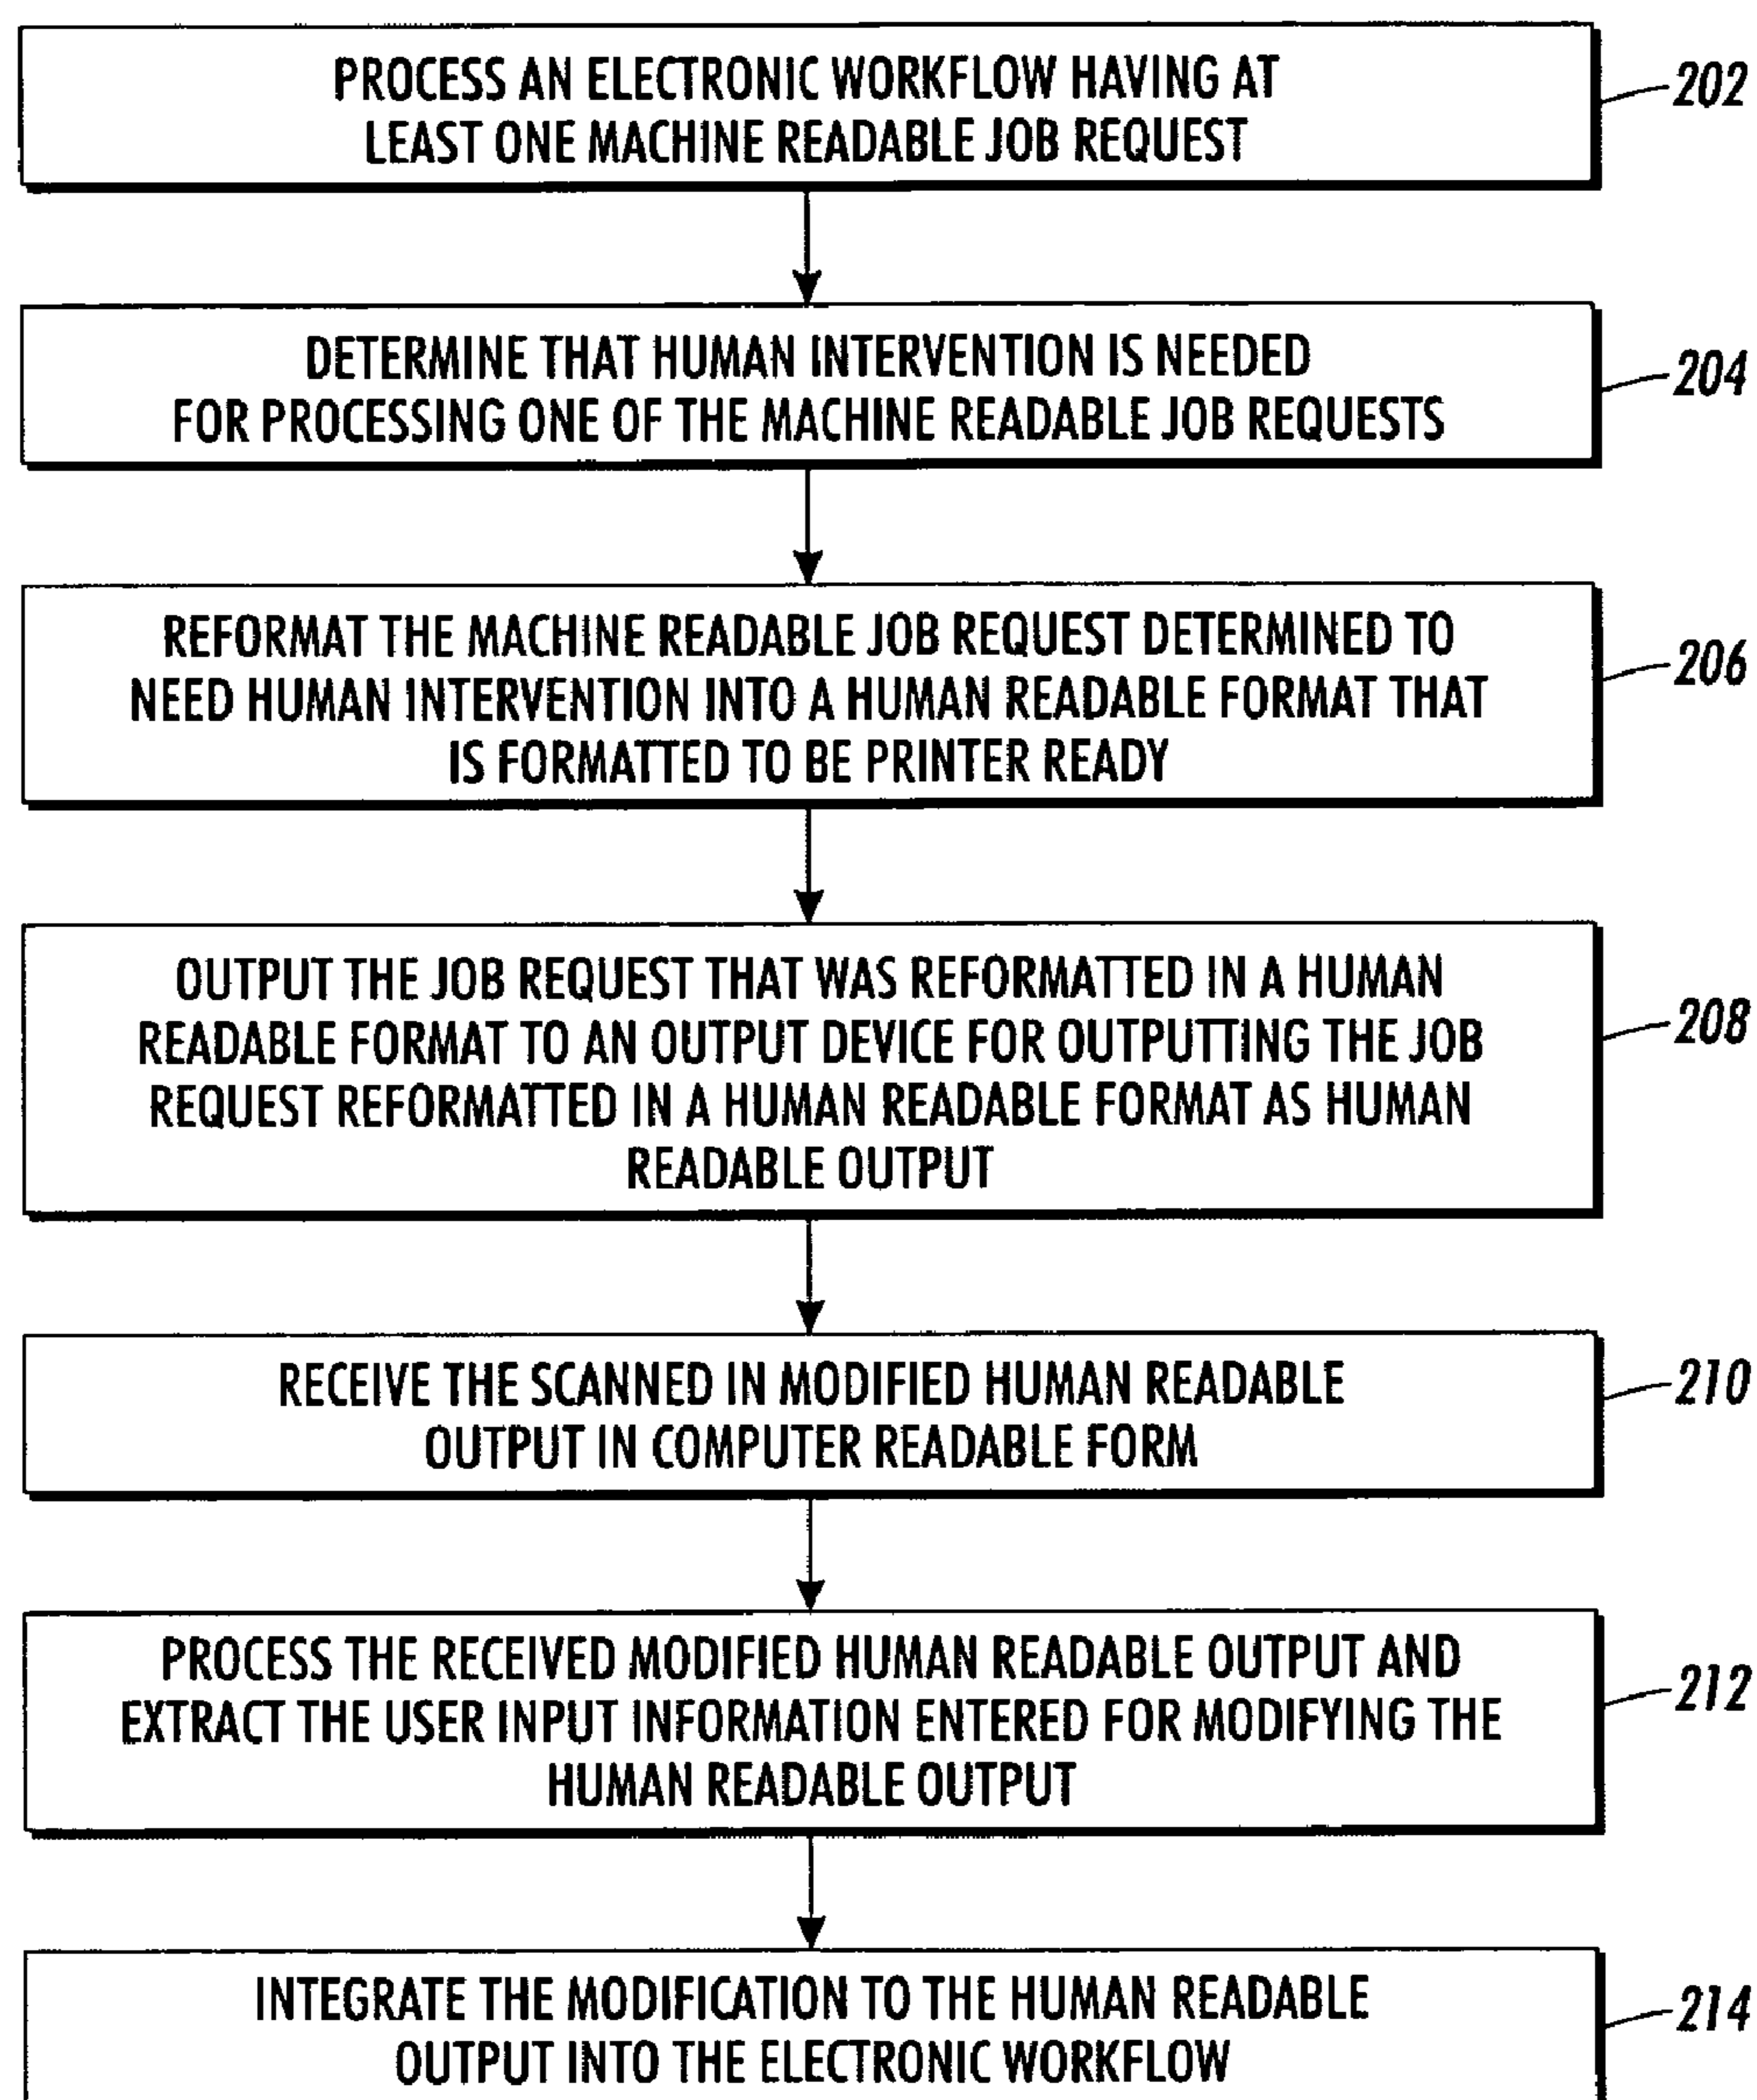 PROCESS AN ELECTRONIC WORKFLOW HAVING AT
LEAST ONE MACHINE READABLE JOB REQUEST
202
DETERMINE THAT HUMAN INTERVENTION IS NEEDED
FOR PROCESSING ONE OF THE MACHINE READABLE JOB REQUESTS
204
REFORMAT THE MACHINE READABLE JOB REQUEST DETERMINED TO
NEED HUMAN INTERVENTION INTO A HUMAN READABLE FORMAT THAT
IS FORMATTED TO BE PRINTER READY
206
OUTPUT THE JOB REQUEST THAT WAS REFORMATTED IN A HUMAN
READABLE FORMAT TO AN OUTPUT DEVICE FOR OUTPUTTING THE JOB
REQUEST REFORMATTED IN A HUMAN READABLE FORMAT AS HUMAN
READABLE OUTPUT
208
RECEIVE THE SCANNED IN MODIFIED HUMAN READABLE
OUTPUT IN COMPUTER READABLE FORM
210
PROCESS THE RECEIVED MODIFIED HUMAN READABLE OUTPUT AND
EXTRACT THE USER INPUT INFORMATION ENTERED FOR MODIFYING THE
HUMAN READABLE OUTPUT
212
INTEGRATE THE MODIFICATION TO THE HUMAN READABLE
OUTPUT INTO THE ELECTRONIC WORKFLOW
214